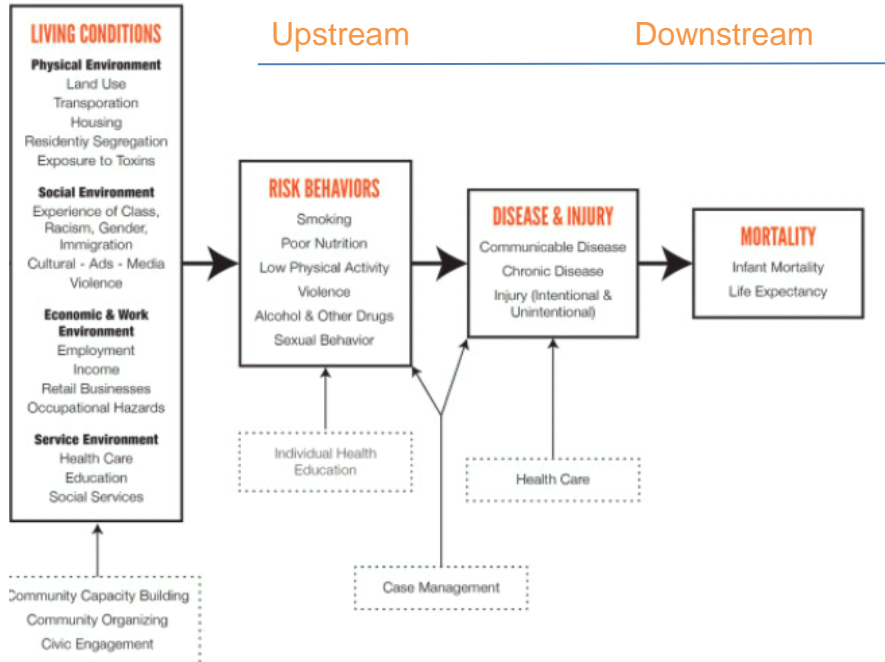 Upstream
Downstream
LIVING CONDITIONS
Physical Environment
Land Use
Transporation
Housing
Residentiy Segregation
Exposure to Toxins
Social Environment
Experience of Class,
Racism, Gender,
Immigration
Cultural - Ads - Media
Violence
Economic & Work
Environment
Employment
Income
Retail Businesses
Occupational Hazards
Service Environment
Health Care
Education
Social Services
RISK BEHAVIORS
Smoking
Poor Nutrition
Low Physical Activity
Violence
Alcohol & Other Drugs
Sexual Behavior
DISEASE & INJURY
Communicable Disease
Chronic Disease
Injury (Intentional &
Unintentional)
MORTALITY
Infant Mortality
Life Expectancy
Individual Health
Education
Health Care
Case Management
Community Capacity Building
Community Organizing
Civic Engagement